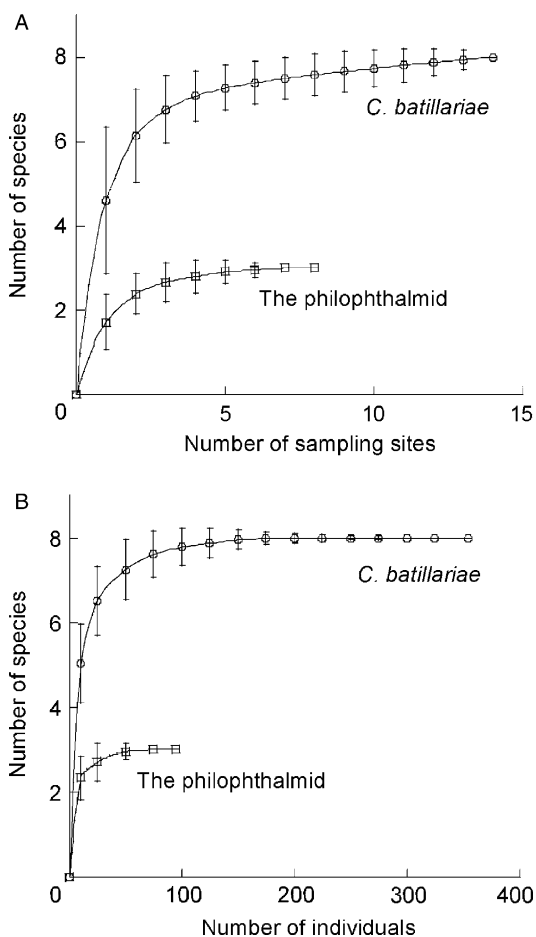 A
Number of species
8
6
4
2
0
C. batillariae
The philophthalmid
5
10
15
Number of sampling sites
B
Number of species
8
6
4
2
0
C. batillariae
The philophthalmid
100
200
300
400
Number of individuals